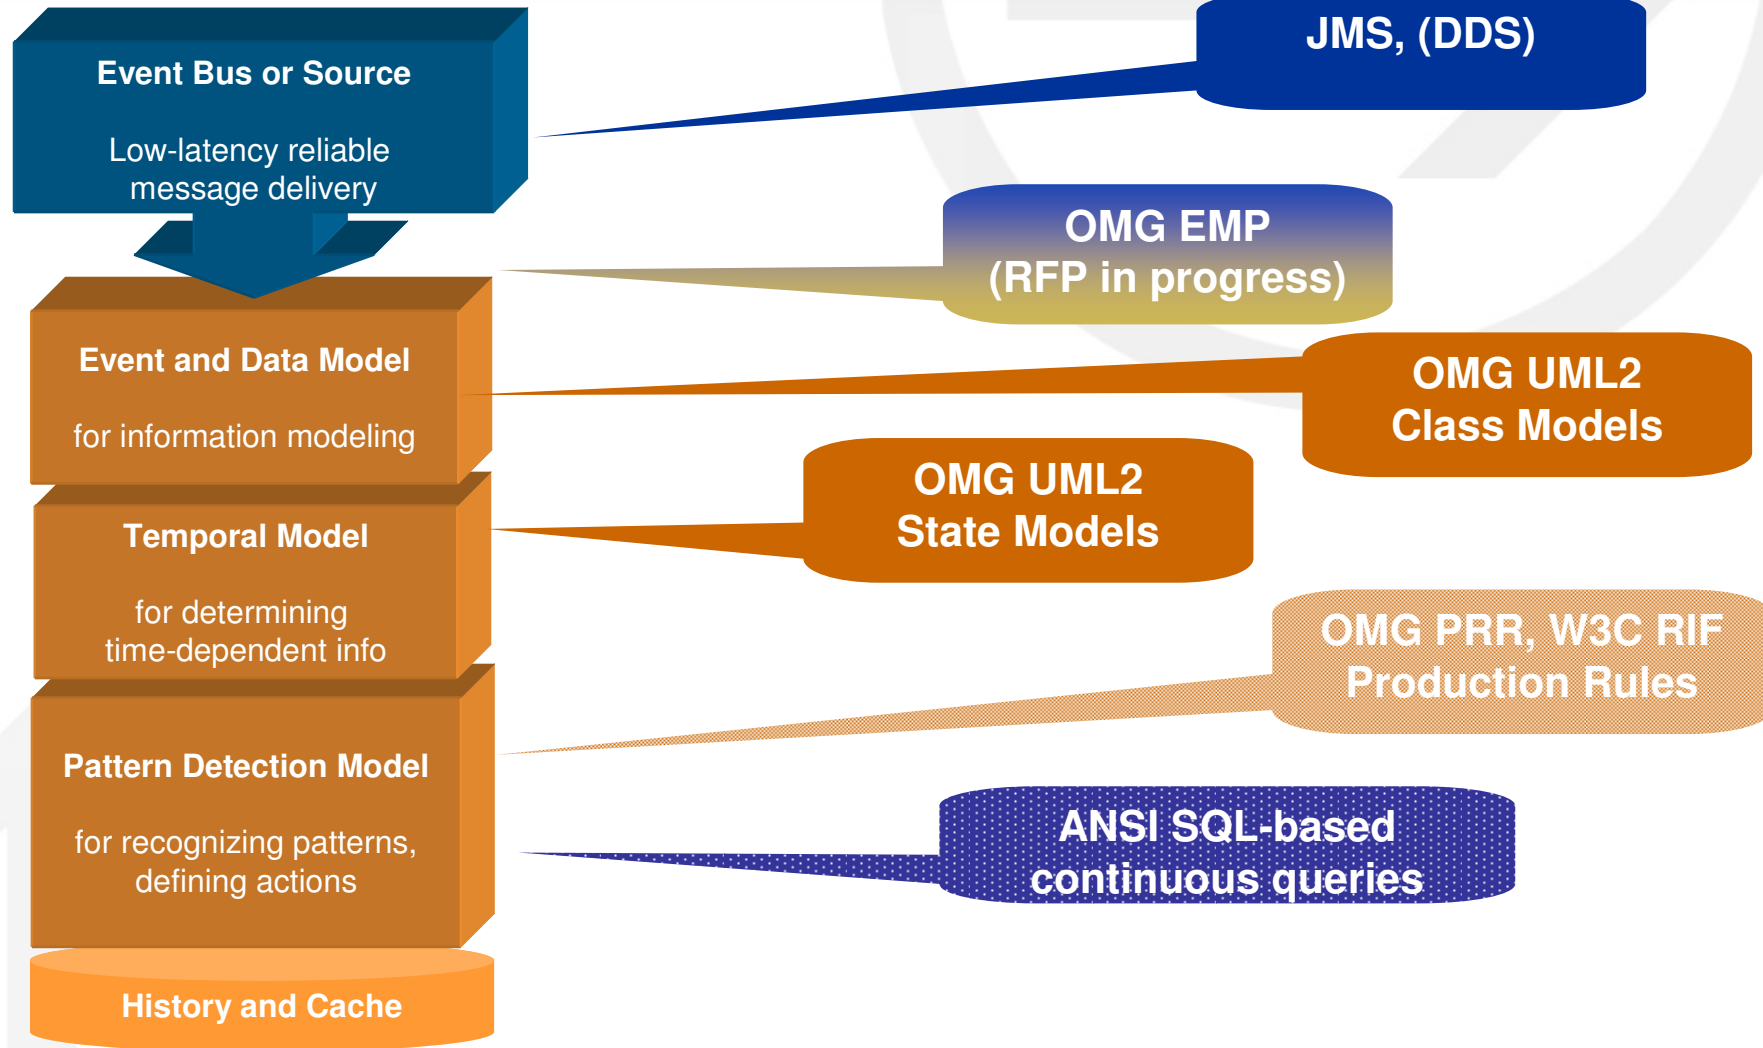 Event Bus or Source
Low-latency reliable
message delivery
JMS, (DDS)
OMG EMP
(RFP in progress)
Event and Data Model
for information modeling
OMG UML2
Class Models
Temporal Model
for determining
time-dependent info
OMG UML2
State Models
OMG PRR, W3C RIF
Production Rules
Pattern Detection Model
for recognizing patterns,
defining actions
ANSI SQL-based
continuous queries
History and Cache